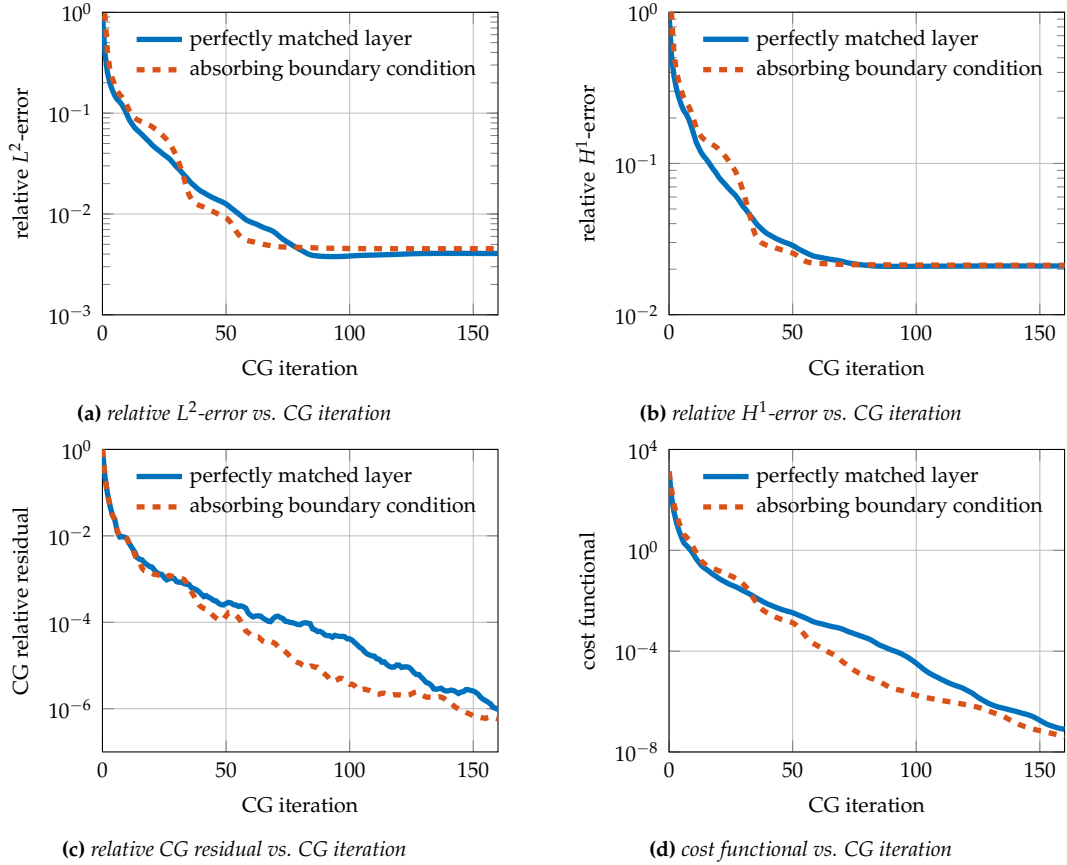 10^0
10^−1
10^−2
10^−3
0
50
100
150
relative L^2-error
CG iteration
perfectly matched layer
absorbing boundary condition
(a) relative L^2-error vs. CG iteration
10^0
10^−1
10^−2
0
50
100
150
relative H^1-error
CG iteration
perfectly matched layer
absorbing boundary condition
(b) relative H^1-error vs. CG iteration
10^0
10^−2
10^−4
10^−6
0
50
100
150
CG relative residual
CG iteration
perfectly matched layer
absorbing boundary condition
(c) relative CG residual vs. CG iteration
10^4
10^0
10^−4
10^−8
0
50
100
150
cost functional
CG iteration
perfectly matched layer
absorbing boundary condition
(d) cost functional vs. CG iteration